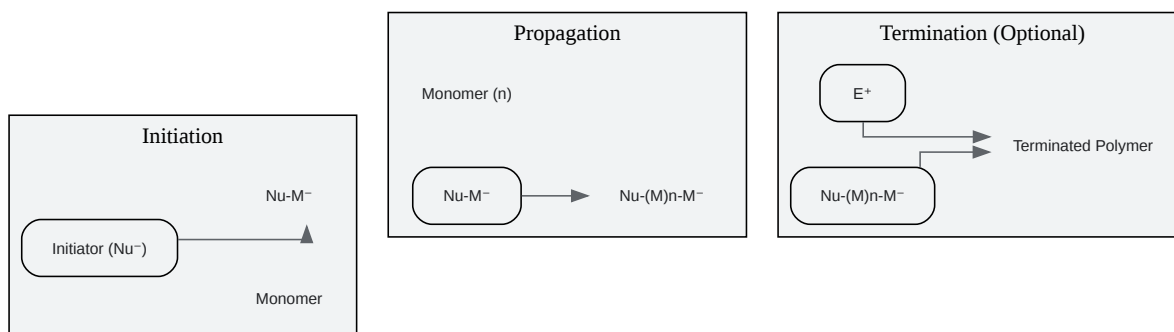 Initiation
Nu-M⁻
Initiator (Nu⁻)
Monomer
Propagation
Monomer (n)
Nu-M⁻
Nu-(M)n-M⁻
Termination (Optional)
E⁺
Terminated Polymer
Nu-(M)n-M⁻